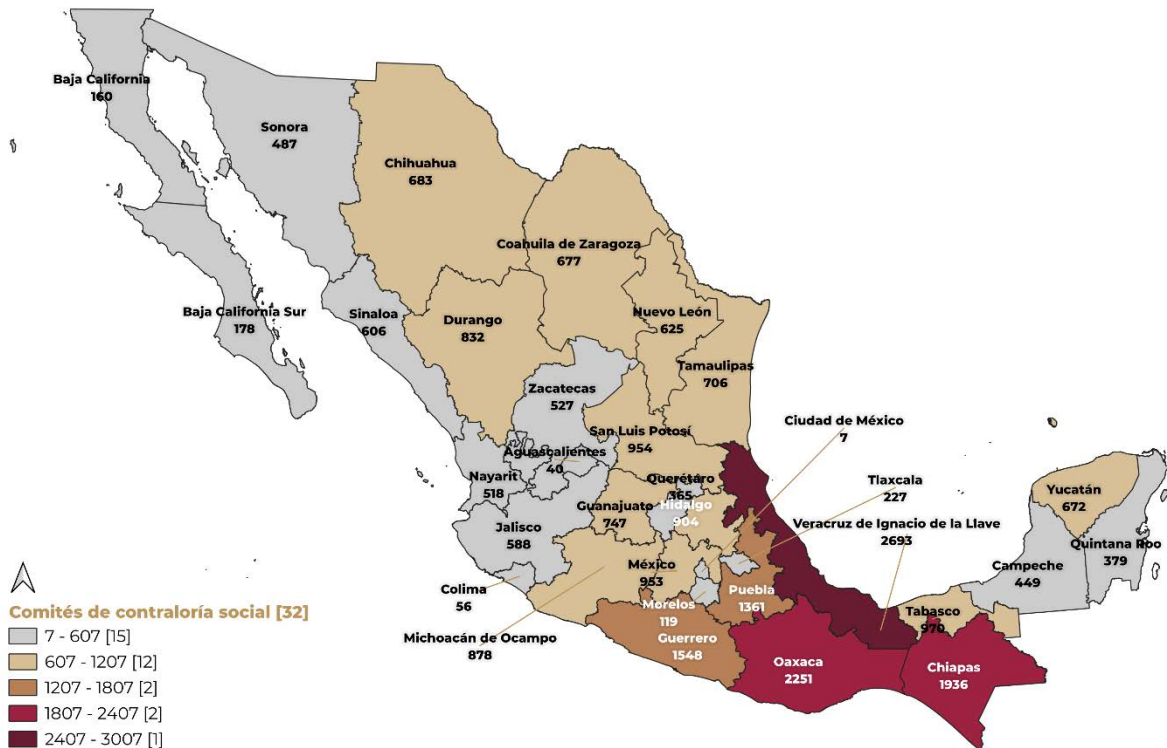 Baja California
160
Sonora
487
Chihuahua
683
Coahuila de Zaragoza
677
Nuevo León
625
Baja California Sur
178
Sinaloa
606
Durango
832
Tamaulipas
706
Zacatecas
527
San Luis Potosí
954
Ciudad de México
7
Aguascalientes
40
Nayarit
518
Querétaro
365
Tlaxcala
227
Guanajuato
747
Hidalgo
904
Yucatán
672
Jalisco
588
Veracruz de Ignacio de la Llave
2693
Quintana Roo
379
Campeche
449
México
953
Colima
56
Puebla
1361
Morelos
119
Tabasco
970
Michoacán de Ocampo
878
Guerrero
1548
Oaxaca
2251
Chiapas
1936
Comités de contraloría social [32]
7 - 607 [15]
607 - 1207 [12]
1207 - 1807 [2]
1807 - 2407 [2]
2407 - 3007 [1]